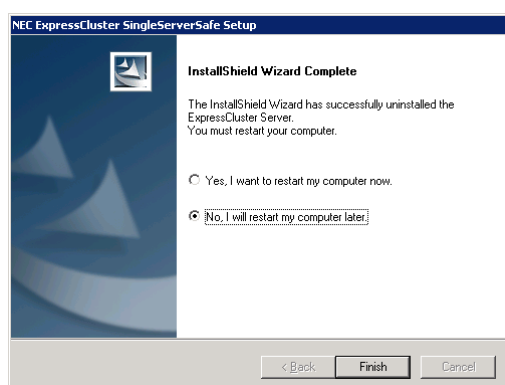 NEC ExpressCluster SingleServerSafe Setup
InstallShield Wizard Complete
The InstallShield Wizard has successfully uninstalled the
ExpressCluster Server.
You must restart your computer.
Yes, I want to restart my computer now.
No, I will restart my computer later.
< Back
Finish
Cancel